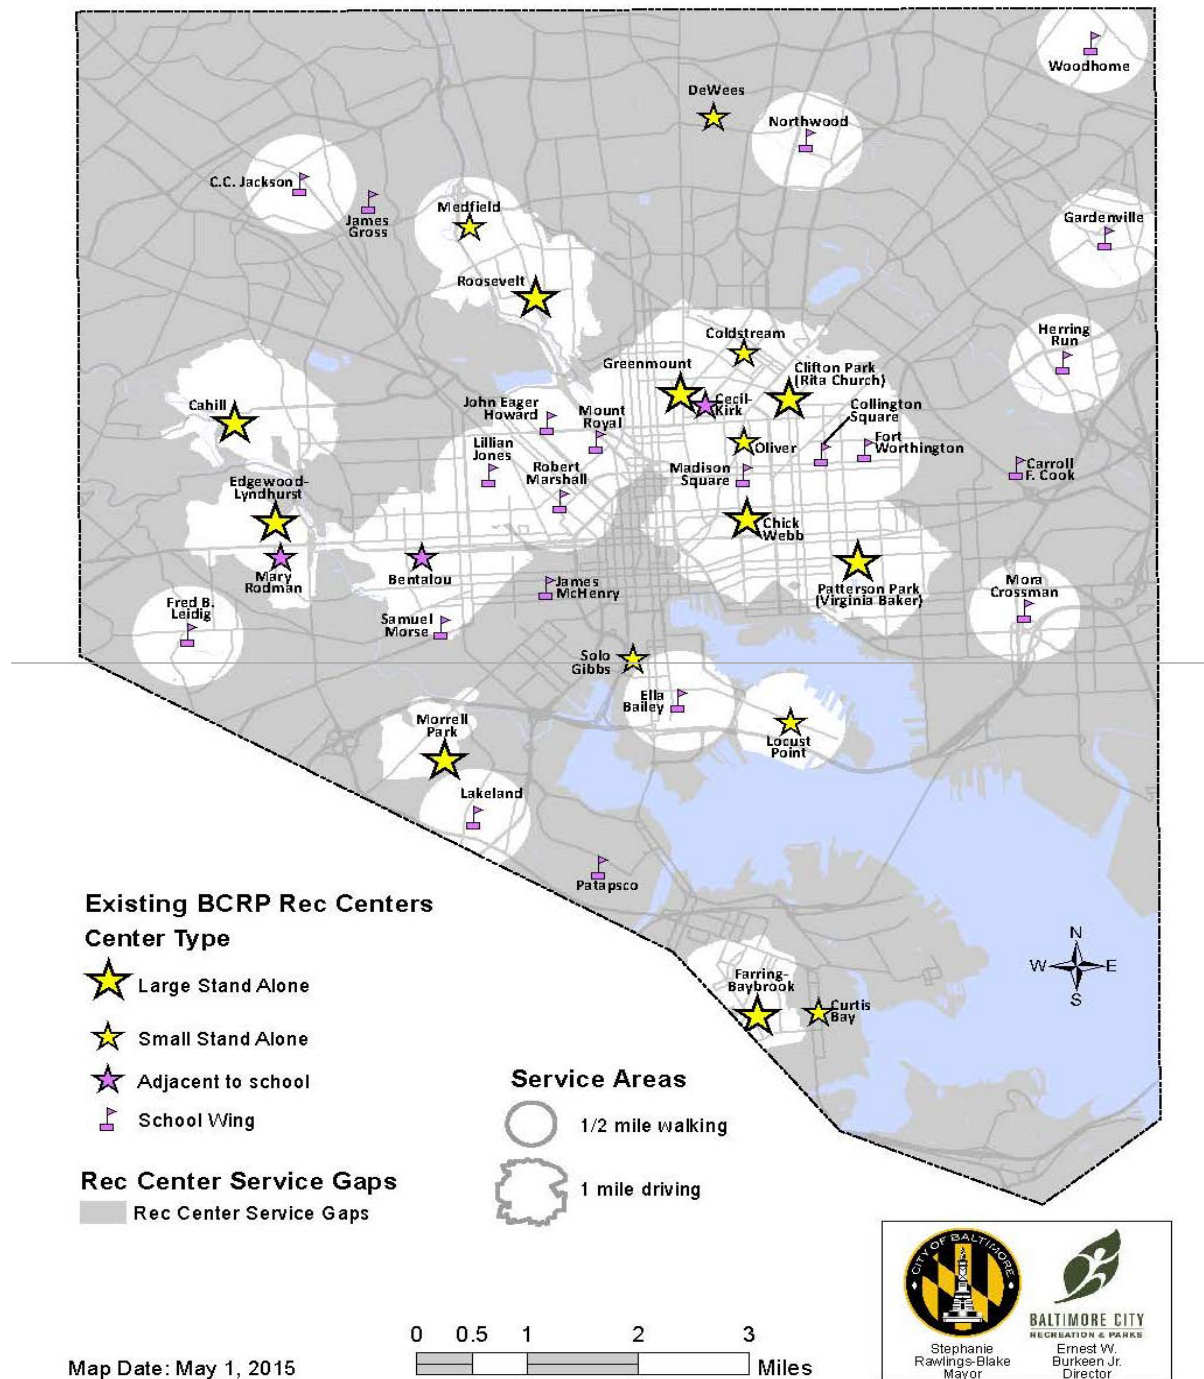 Woodhome
DeWees
Northwood
C.C. Jackson
James
Gross
Medfield
Gardenville
Roosevelt
Herring
Run
Coldstream
Greenmount
Clifton Park
(Rita Church)
Cecil-
Kirk
Collington
Square
Cahill
John Eager
Howard
Mount
Royal
Lillian
Jones
Robert
Marshall
Oliver
Fort
Worthington
Madison
Square
Carroll
F. Cook
Edgewood-
Lyndhurst
Chick
Webb
Mary
Rodman
Bentalou
James
McHenry
Patterson Park
(Virginia Baker)
Mora
Crossman
Fred B.
Leidig
Samuel
Morse
Solo
Gibbs
Ella
Bailey
Locust
Point
Morrell
Park
Lakeland
Patapsco
Farring-
Baybrook
Curtis
Bay
N
W E
S
Existing BCRP Rec Centers
Center Type
Large Stand Alone
Small Stand Alone
Adjacent to school
School Wing
Rec Center Service Gaps
Rec Center Service Gaps
Service Areas
1/2 mile walking
1 mile driving
CITY OF BALTIMORE
Stephanie
Rawlings-Blake
Mayor
BALTIMORE CITY
RECREATION & PARKS
Ernest W.
Burkeen Jr.
Director
0 0.5 1 2 3
Miles
Map Date: May 1, 2015